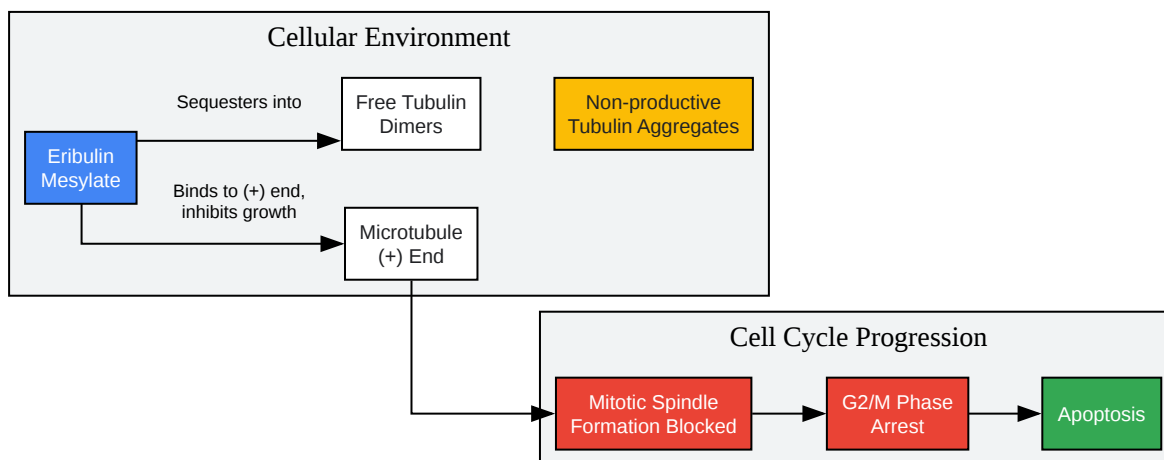 Cellular Environment
Sequesters into
Free Tubulin
Dimers
Non-productive
Tubulin Aggregates
Eribulin
Mesylate
Binds to (+) end,
inhibits growth
Microtubule
(+) End
Cell Cycle Progression
Mitotic Spindle
Formation Blocked
G2/M Phase
Arrest
Apoptosis